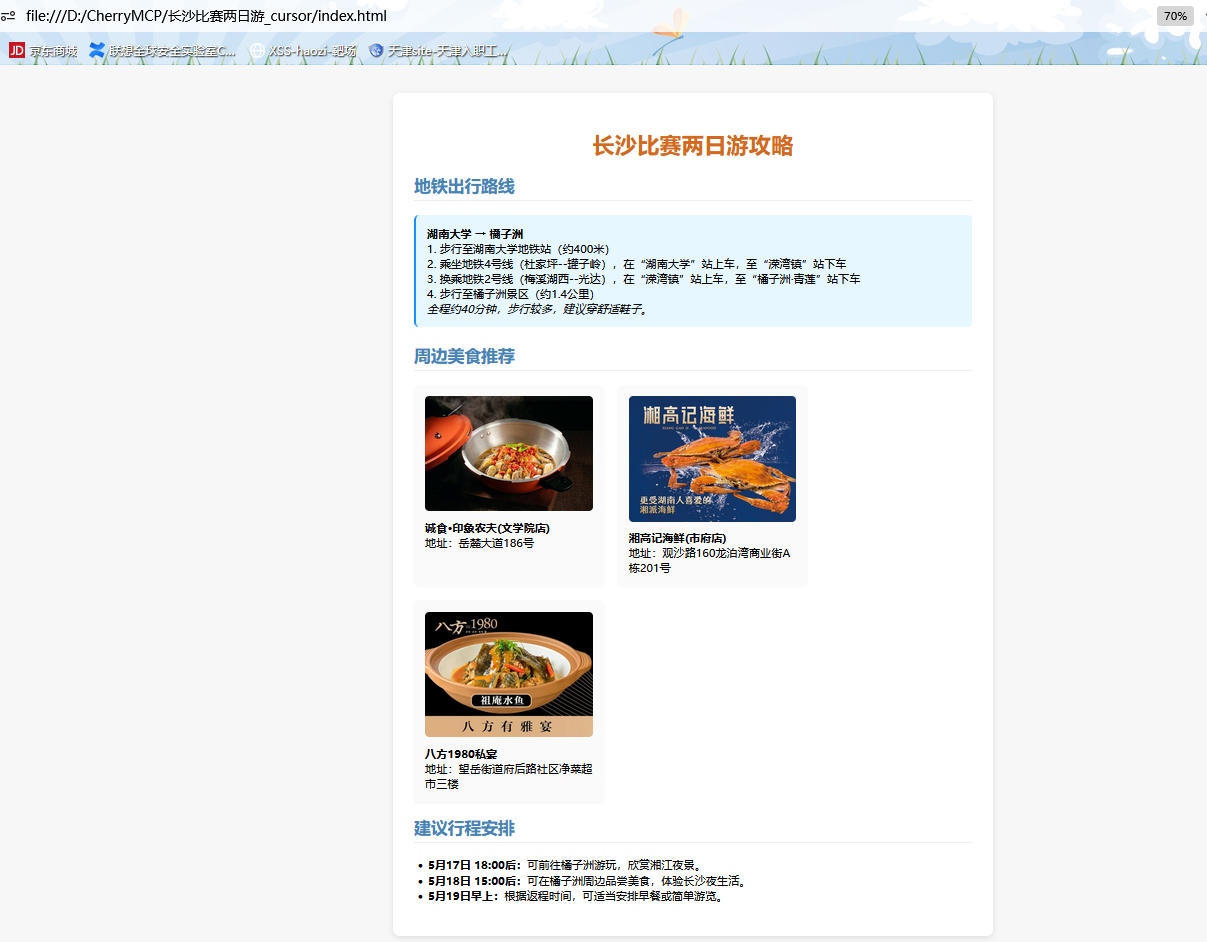 file:///D:/CherryMCP/长沙比赛两日游_cursor/index.html
70%
JD 京东商城
联想全球安全实验室C...
XSS-haozi-靶场
天津site-天津入职工...
长沙比赛两日游攻略
地铁出行路线
湖南大学 → 橘子洲
1. 步行至湖南大学地铁站（约400米）
2. 乘坐地铁4号线（杜家坪--罐子岭），在“湖南大学”站上车，至“溁湾镇”站下车
3. 换乘地铁2号线（梅溪湖西--光达），在“溁湾镇”站上车，至“橘子洲·青莲”站下车
4. 步行至橘子洲景区（约1.4公里）
全程约40分钟，步行较多，建议穿舒适鞋子。
周边美食推荐
诚食•印象农夫(文学院店)
地址：岳麓大道186号
湘高记海鲜
更受湖南人喜爱的
湘派海鲜
湘高记海鲜(市府店)
地址：观沙路160龙泊湾商业街A
栋201号
八方 1980
祖庵水鱼
八方有雅宴
八方1980私宴
地址：望岳街道府后路社区净菜超
市三楼
建议行程安排
• 5月17日 18:00后：可前往橘子洲游玩，欣赏湘江夜景。
• 5月18日 15:00后：可在橘子洲周边品尝美食，体验长沙夜生活。
• 5月19日早上：根据返程时间，可适当安排早餐或简单游览。